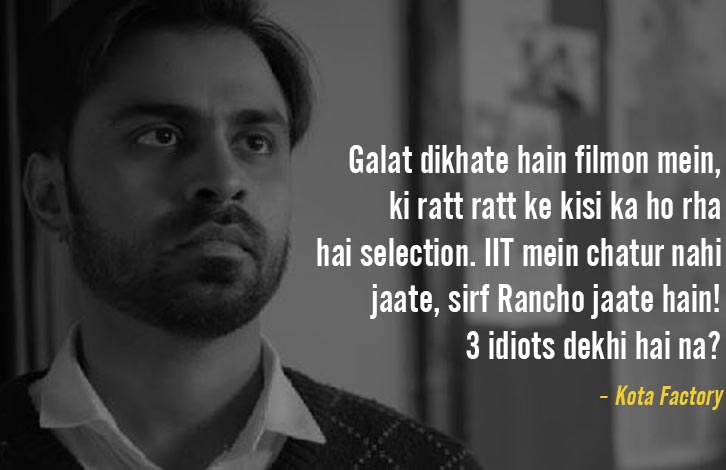 Galat dikhate hain filmon mein,
ki ratt ratt ke kisi ka ho rha
hai selection. IIT mein chatur nahi
jaate, sirf Rancho jaate hain!
3 idiots dekhi hai na?
- Kota Factory